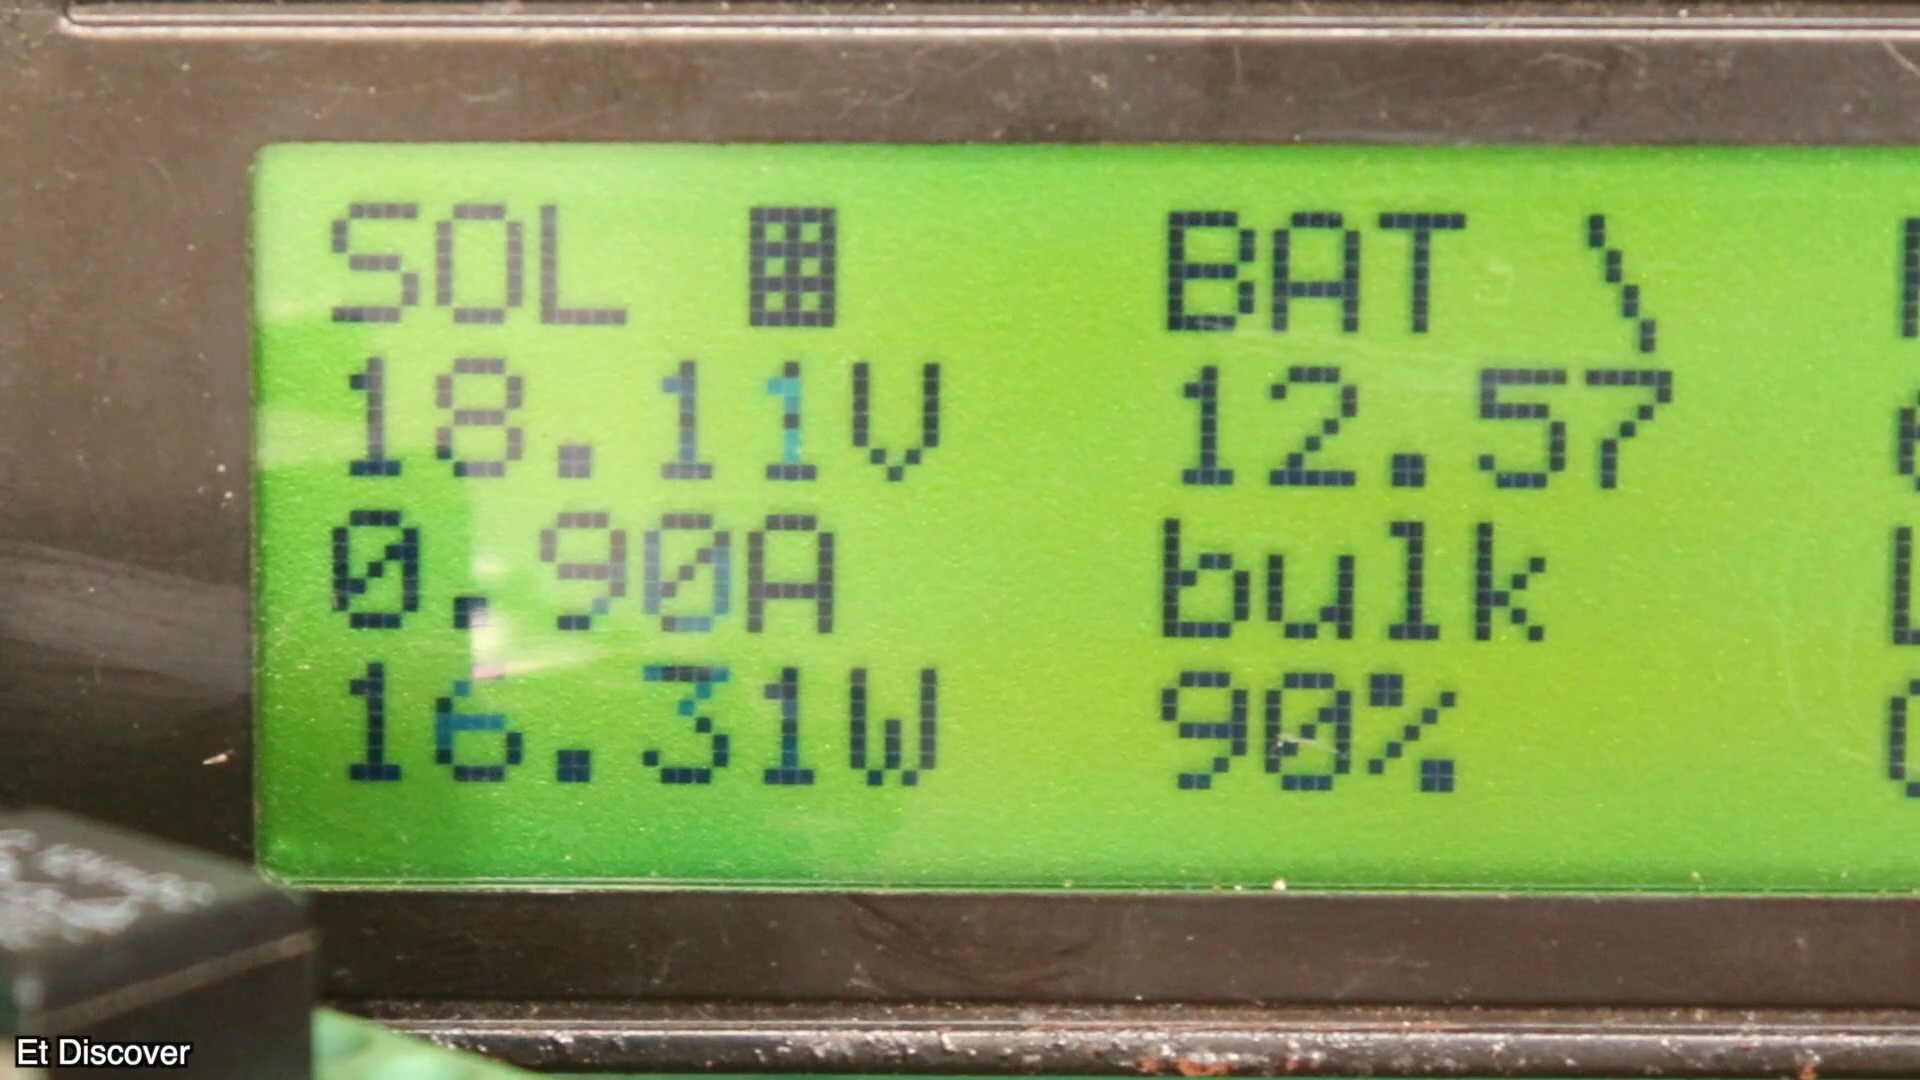 SOL BAT \
18.11V 12.57
0.90A bulk
16.31W 90%
Et Discover